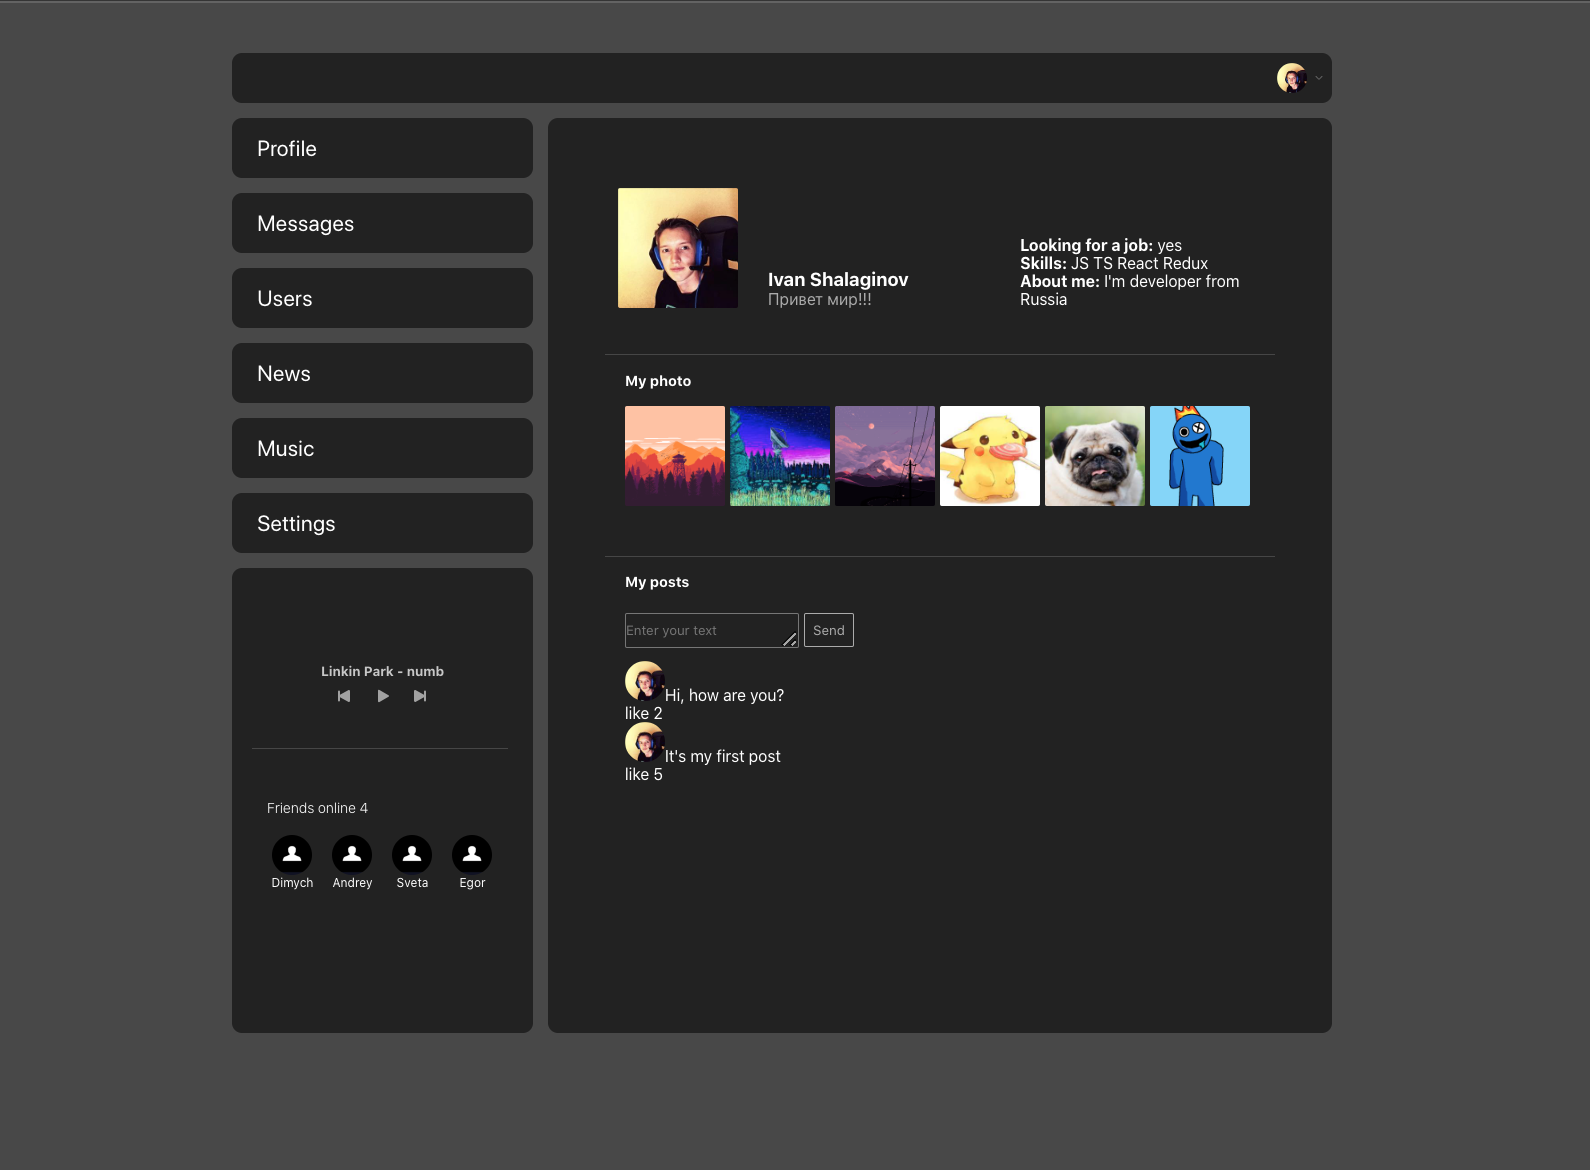 Profile
Messages
Users
News
Music
Settings
Linkin Park - numb
Friends online 4
Dimych Andrey Sveta Egor
Ivan Shalaginov
Привет мир!!!
Looking for a job: yes
Skills: JS TS React Redux
About me: I'm developer from
Russia
My photo
My posts
Enter your text
Send
Hi, how are you?
like 2
It's my first post
like 5